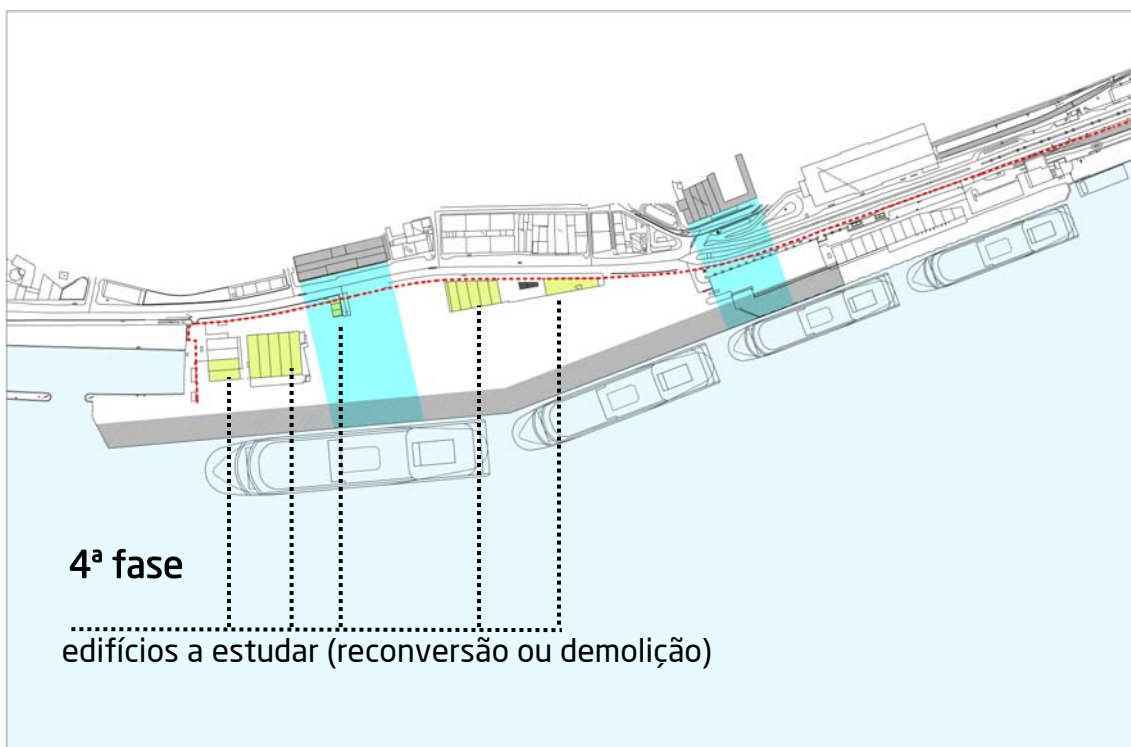 4ª fase
edifícios a estudar (reconversão ou demolição)